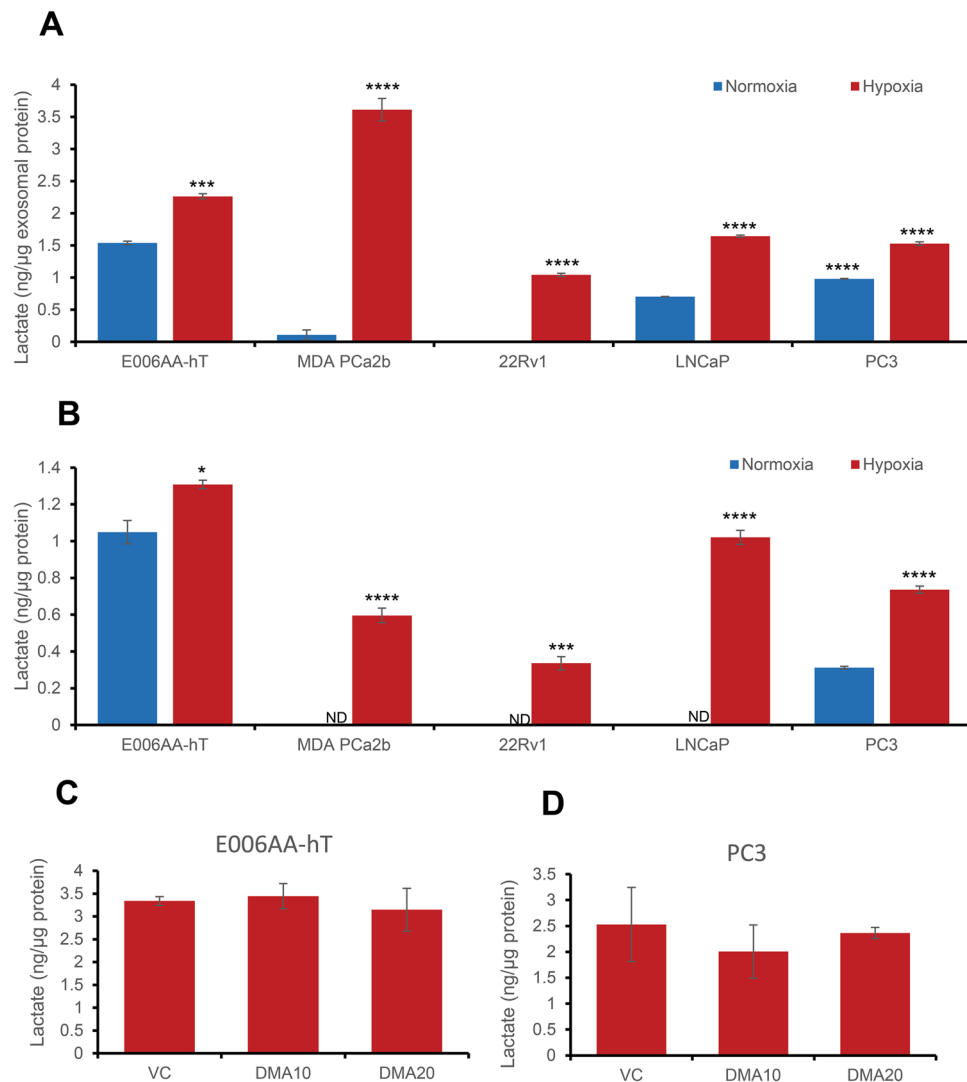 A
Normoxia Hypoxia
Lactate (ng/µg exosomal protein)
4
3.5
3
2.5
2
1.5
1
0.5
0
***
****
****
****
****
****
E006AA-hT MDA PCa2b 22Rv1 LNCaP PC3
B
Normoxia Hypoxia
Lactate (ng/µg protein)
1.4
1.2
1
0.8
0.6
0.4
0.2
0
*
****
***
****
****
ND
ND
ND
E006AA-hT MDA PCa2b 22Rv1 LNCaP PC3
C
E006AA-hT
Lactate (ng/µg protein)
4
3.5
3
3.5
2
1.5
1
3.5
0
VC DMA10 DMA20
D
PC3
Lactate (ng/µg protein)
3.5
3
2.5
2
1.5
1
0.5
0
VC DMA10 DMA20